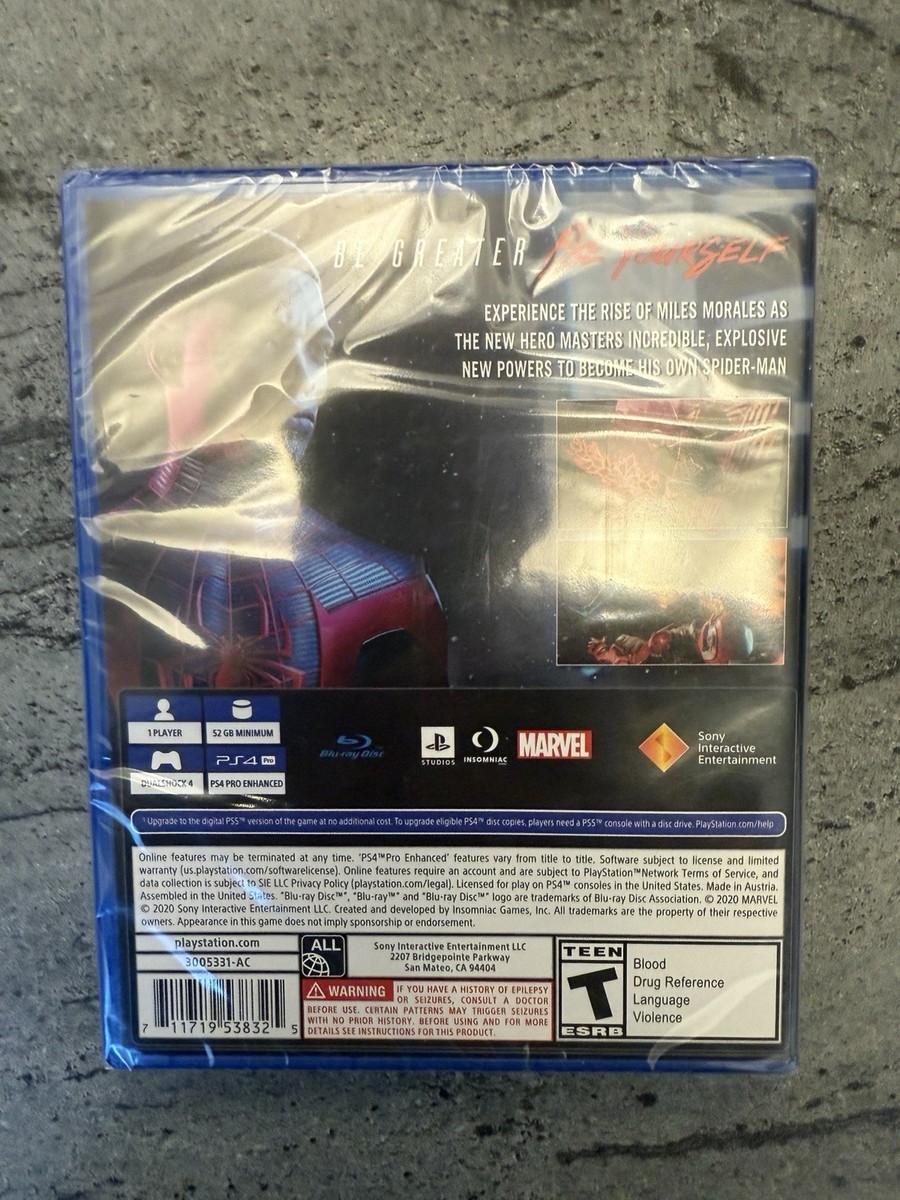 BE GREATER BE YOURSELF
EXPERIENCE THE RISE OF MILES MORALES AS
THE NEW HERO MASTERS INCREDIBLE, EXPLOSIVE
NEW POWERS TO BECOME HIS OWN SPIDER-MAN
1 PLAYER
52 GB MINIMUM
DUALSHOCK 4
PS4 Pro
PS4 PRO ENHANCED
Blu-ray Disc
STUDIOS
INSOMNIAC
MARVEL
Sony
Interactive
Entertainment
¹ Upgrade to the digital PS5™ version of the game at no additional cost. To upgrade eligible PS4™ disc copies, players need a PS5™ console with a disc drive. PlayStation.com/help
Online features may be terminated at any time. 'PS4™Pro Enhanced' features vary from title to title. Software subject to license and limited
warranty (us.playstation.com/softwarelicense). Online features require an account and are subject to PlayStation™Network Terms of Service, and
data collection is subject to SIE LLC Privacy Policy (playstation.com/legal). Licensed for play on PS4™ consoles in the United States. Made in Austria.
Assembled in the United States. "Blu-ray Disc™", "Blu-ray™" and "Blu-ray Disc™" logo are trademarks of Blu-ray Disc Association. © 2020 MARVEL
© 2020 Sony Interactive Entertainment LLC. Created and developed by Insomniac Games, Inc. All trademarks are the property of their respective
owners. Appearance in this game does not imply sponsorship or endorsement.
playstation.com
3005331-AC
7 11719 53832 5
ALL
Sony Interactive Entertainment LLC
2207 Bridgepointe Parkway
San Mateo, CA 94404
WARNING IF YOU HAVE A HISTORY OF EPILEPSY
OR SEIZURES, CONSULT A DOCTOR
BEFORE USE. CERTAIN PATTERNS MAY TRIGGER SEIZURES
WITH NO PRIOR HISTORY. BEFORE USING AND FOR MORE
DETAILS SEE INSTRUCTIONS FOR THIS PRODUCT.
TEEN
T
ESRB
Blood
Drug Reference
Language
Violence